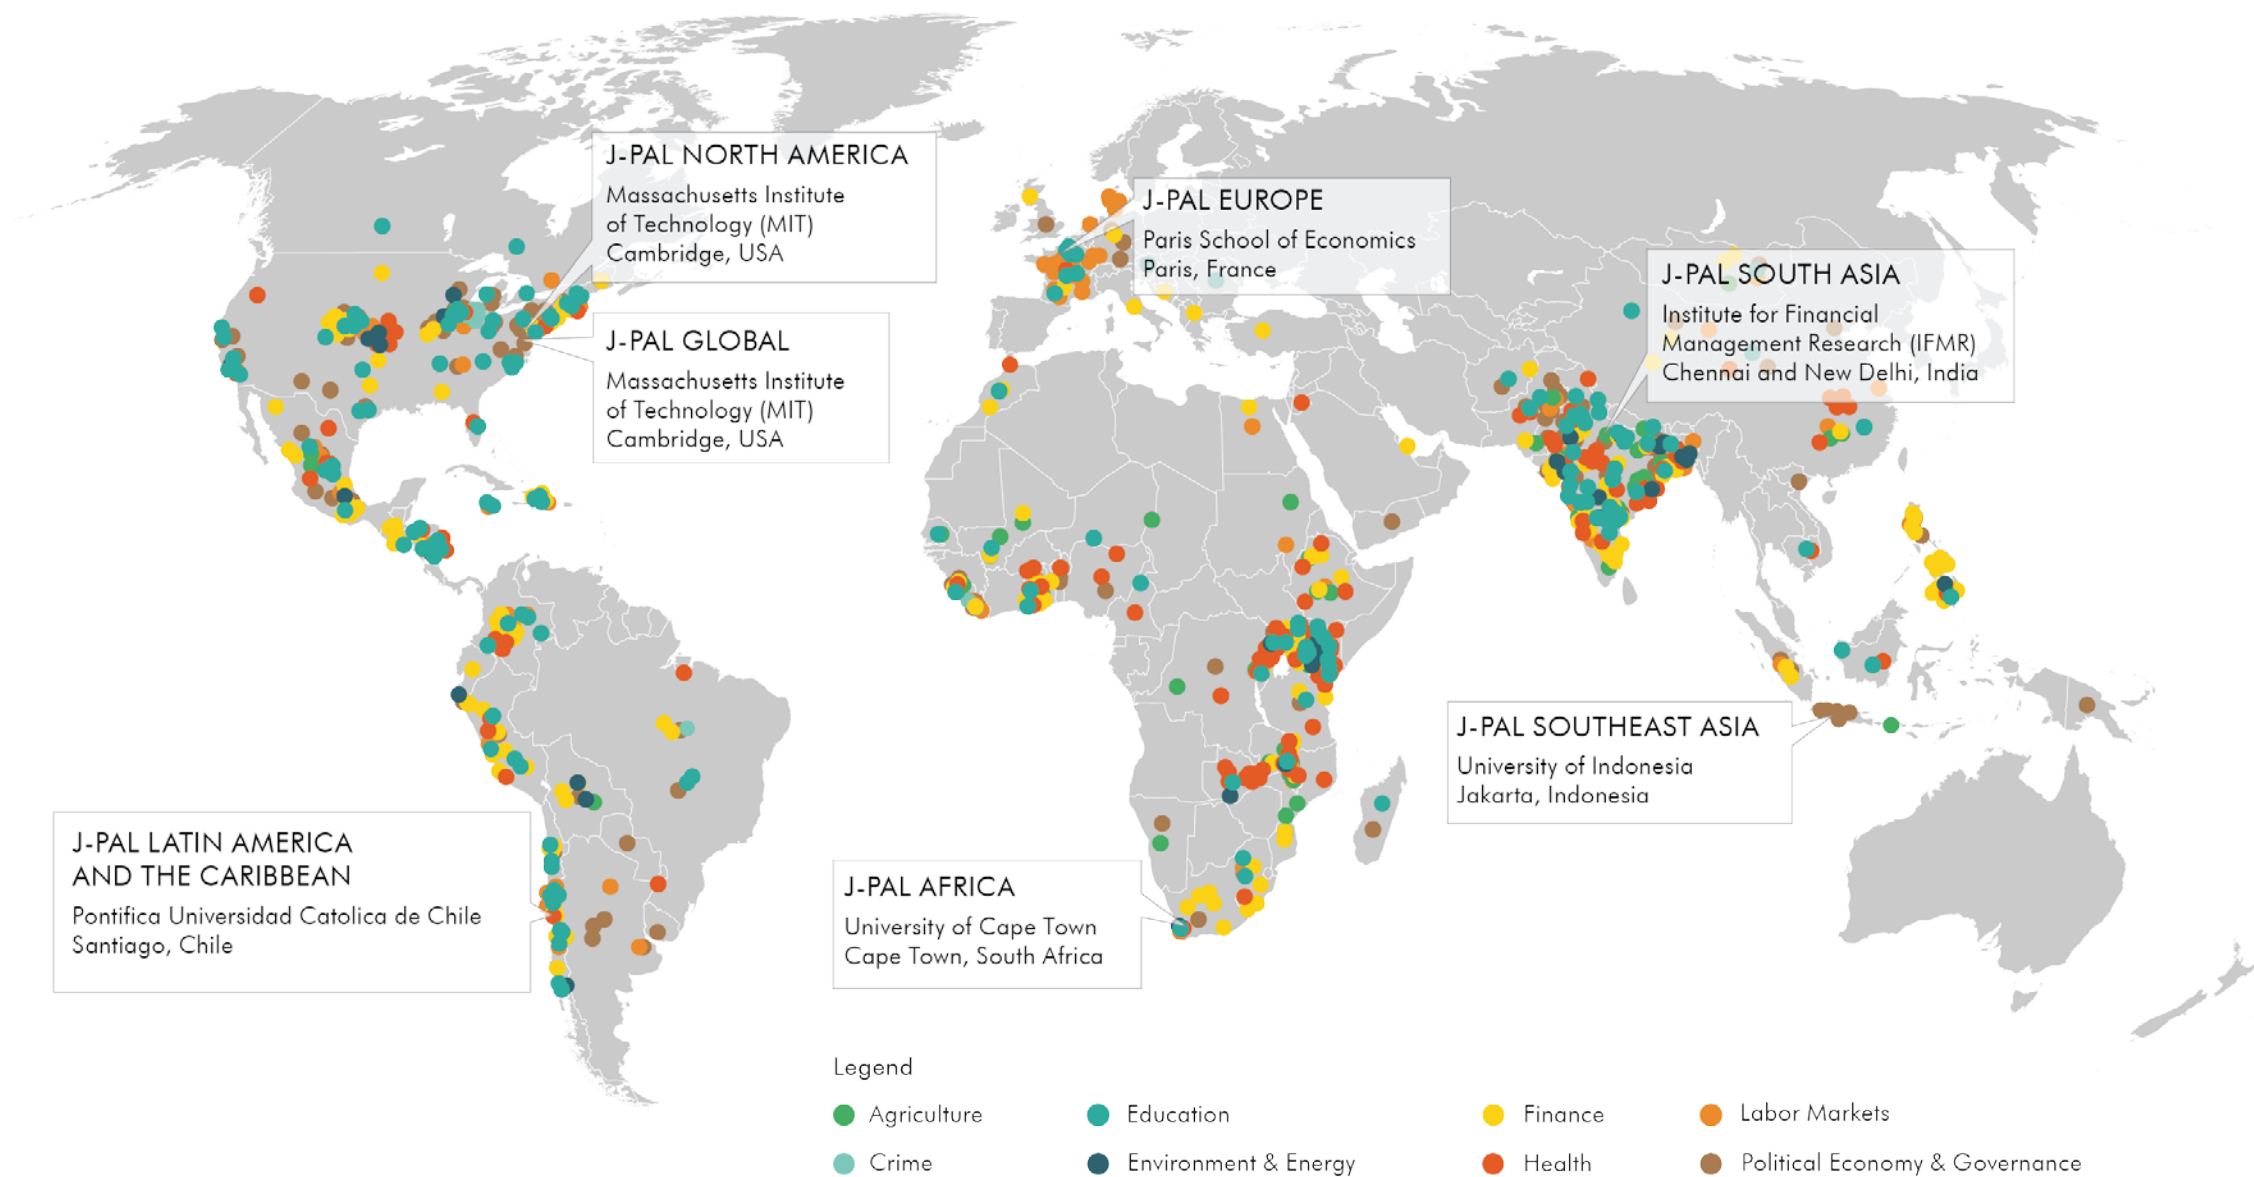 J-PAL NORTH AMERICA
Massachusetts Institute
of Technology (MIT)
Cambridge, USA
J-PAL EUROPE
Paris School of Economics
Paris, France
J-PAL SOUTH ASIA
Institute for Financial
Management Research (IFMR)
Chennai and New Delhi, India
J-PAL GLOBAL
Massachusetts Institute
of Technology (MIT)
Cambridge, USA
J-PAL SOUTHEAST ASIA
University of Indonesia
Jakarta, Indonesia
J-PAL LATIN AMERICA
AND THE CARIBBEAN
Pontifica Universidad Catolica de Chile
Santiago, Chile
J-PAL AFRICA
University of Cape Town
Cape Town, South Africa
Legend
Agriculture
Education
Finance
Labor Markets
Crime
Environment & Energy
Health
Political Economy & Governance